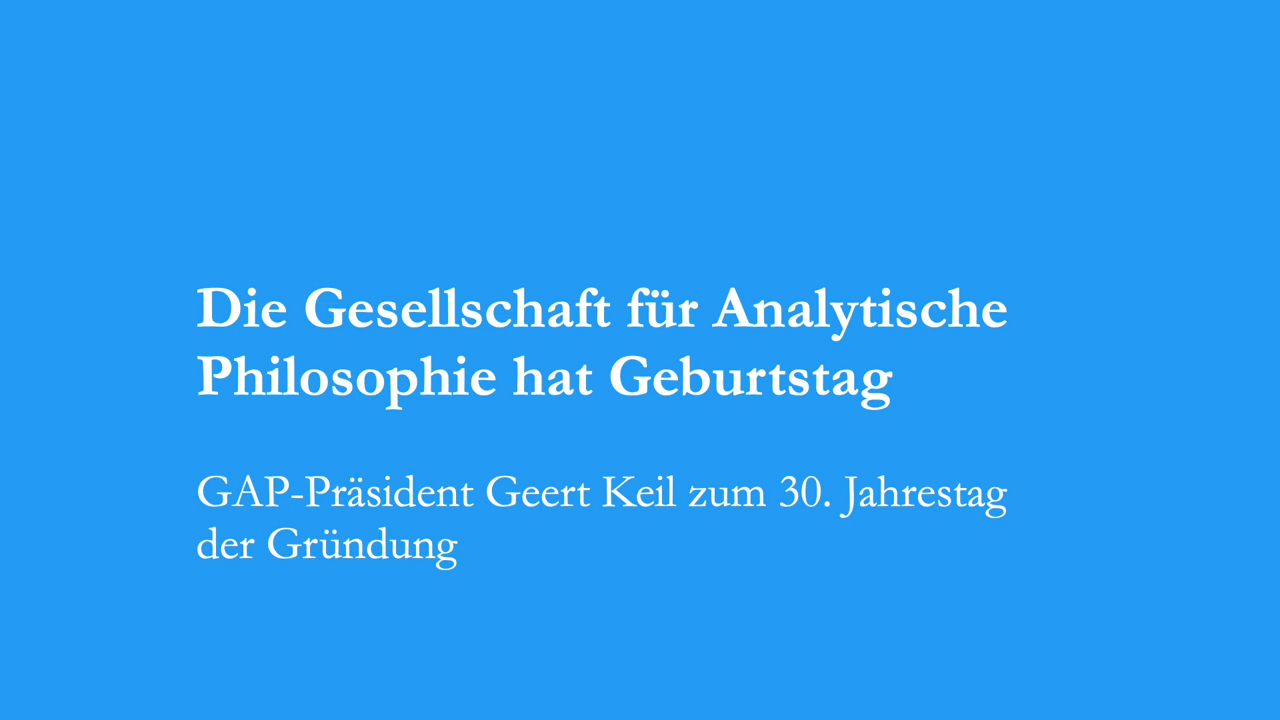 Die Gesellschaft für Analytische
Philosophie hat Geburtstag
GAP-Präsident Geert Keil zum 30. Jahrestag
der Gründung